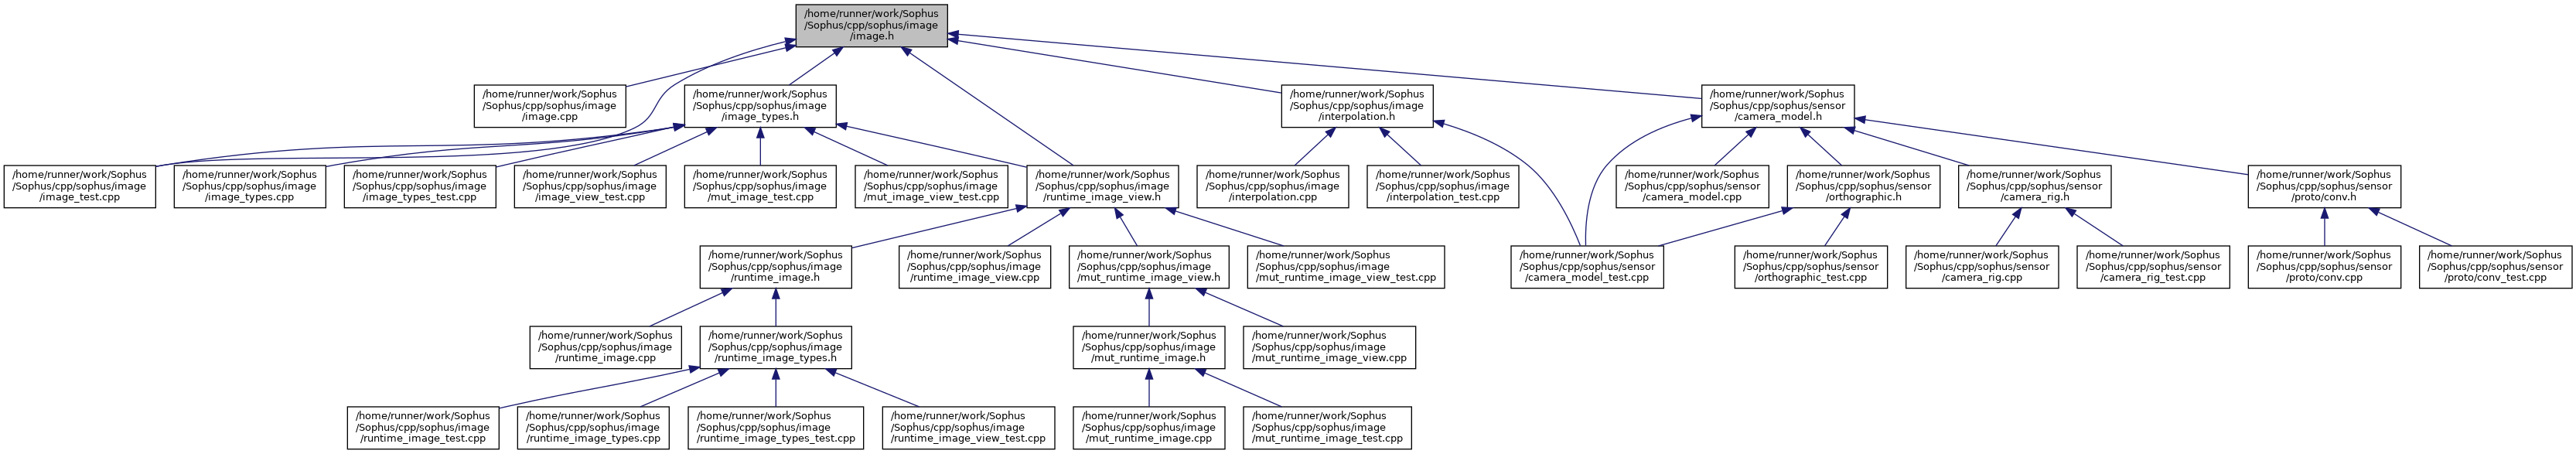 /home/runner/work/Sophus
/Sophus/cpp/sophus/image
/image.h
/home/runner/work/Sophus
/Sophus/cpp/sophus/image
/image.cpp
/home/runner/work/Sophus
/Sophus/cpp/sophus/image
/image_types.h
/home/runner/work/Sophus
/Sophus/cpp/sophus/image
/interpolation.h
/home/runner/work/Sophus
/Sophus/cpp/sophus/sensor
/camera_model.h
/home/runner/work/Sophus
/Sophus/cpp/sophus/image
/image_test.cpp
/home/runner/work/Sophus
/Sophus/cpp/sophus/image
/image_types.cpp
/home/runner/work/Sophus
/Sophus/cpp/sophus/image
/image_types_test.cpp
/home/runner/work/Sophus
/Sophus/cpp/sophus/image
/image_view_test.cpp
/home/runner/work/Sophus
/Sophus/cpp/sophus/image
/mut_image_test.cpp
/home/runner/work/Sophus
/Sophus/cpp/sophus/image
/mut_image_view_test.cpp
/home/runner/work/Sophus
/Sophus/cpp/sophus/image
/runtime_image_view.h
/home/runner/work/Sophus
/Sophus/cpp/sophus/image
/interpolation.cpp
/home/runner/work/Sophus
/Sophus/cpp/sophus/image
/interpolation_test.cpp
/home/runner/work/Sophus
/Sophus/cpp/sophus/sensor
/camera_model.cpp
/home/runner/work/Sophus
/Sophus/cpp/sophus/sensor
/orthographic.h
/home/runner/work/Sophus
/Sophus/cpp/sophus/sensor
/camera_rig.h
/home/runner/work/Sophus
/Sophus/cpp/sophus/sensor
/proto/conv.h
/home/runner/work/Sophus
/Sophus/cpp/sophus/image
/runtime_image.h
/home/runner/work/Sophus
/Sophus/cpp/sophus/image
/runtime_image_view.cpp
/home/runner/work/Sophus
/Sophus/cpp/sophus/image
/mut_runtime_image_view.h
/home/runner/work/Sophus
/Sophus/cpp/sophus/image
/mut_runtime_image_view_test.cpp
/home/runner/work/Sophus
/Sophus/cpp/sophus/sensor
/camera_model_test.cpp
/home/runner/work/Sophus
/Sophus/cpp/sophus/sensor
/orthographic_test.cpp
/home/runner/work/Sophus
/Sophus/cpp/sophus/sensor
/camera_rig.cpp
/home/runner/work/Sophus
/Sophus/cpp/sophus/sensor
/camera_rig_test.cpp
/home/runner/work/Sophus
/Sophus/cpp/sophus/sensor
/proto/conv.cpp
/home/runner/work/Sophus
/Sophus/cpp/sophus/sensor
/proto/conv_test.cpp
/home/runner/work/Sophus
/Sophus/cpp/sophus/image
/runtime_image.cpp
/home/runner/work/Sophus
/Sophus/cpp/sophus/image
/runtime_image_types.h
/home/runner/work/Sophus
/Sophus/cpp/sophus/image
/mut_runtime_image.h
/home/runner/work/Sophus
/Sophus/cpp/sophus/image
/mut_runtime_image_view.cpp
/home/runner/work/Sophus
/Sophus/cpp/sophus/image
/runtime_image_test.cpp
/home/runner/work/Sophus
/Sophus/cpp/sophus/image
/runtime_image_types.cpp
/home/runner/work/Sophus
/Sophus/cpp/sophus/image
/runtime_image_types_test.cpp
/home/runner/work/Sophus
/Sophus/cpp/sophus/image
/runtime_image_view_test.cpp
/home/runner/work/Sophus
/Sophus/cpp/sophus/image
/mut_runtime_image.cpp
/home/runner/work/Sophus
/Sophus/cpp/sophus/image
/mut_runtime_image_test.cpp